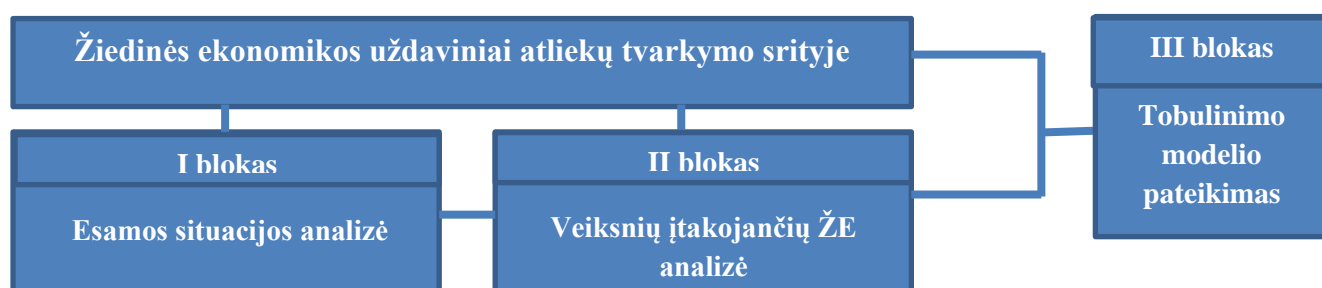 Žiedinės ekonomikos uždaviniai atliekų tvarkymo srityje
I blokas
Esamos situacijos analizė
II blokas
Veiksnių įtakojančių ŽE
analizė
III blokas
Tobulinimo
modelio
pateikimas